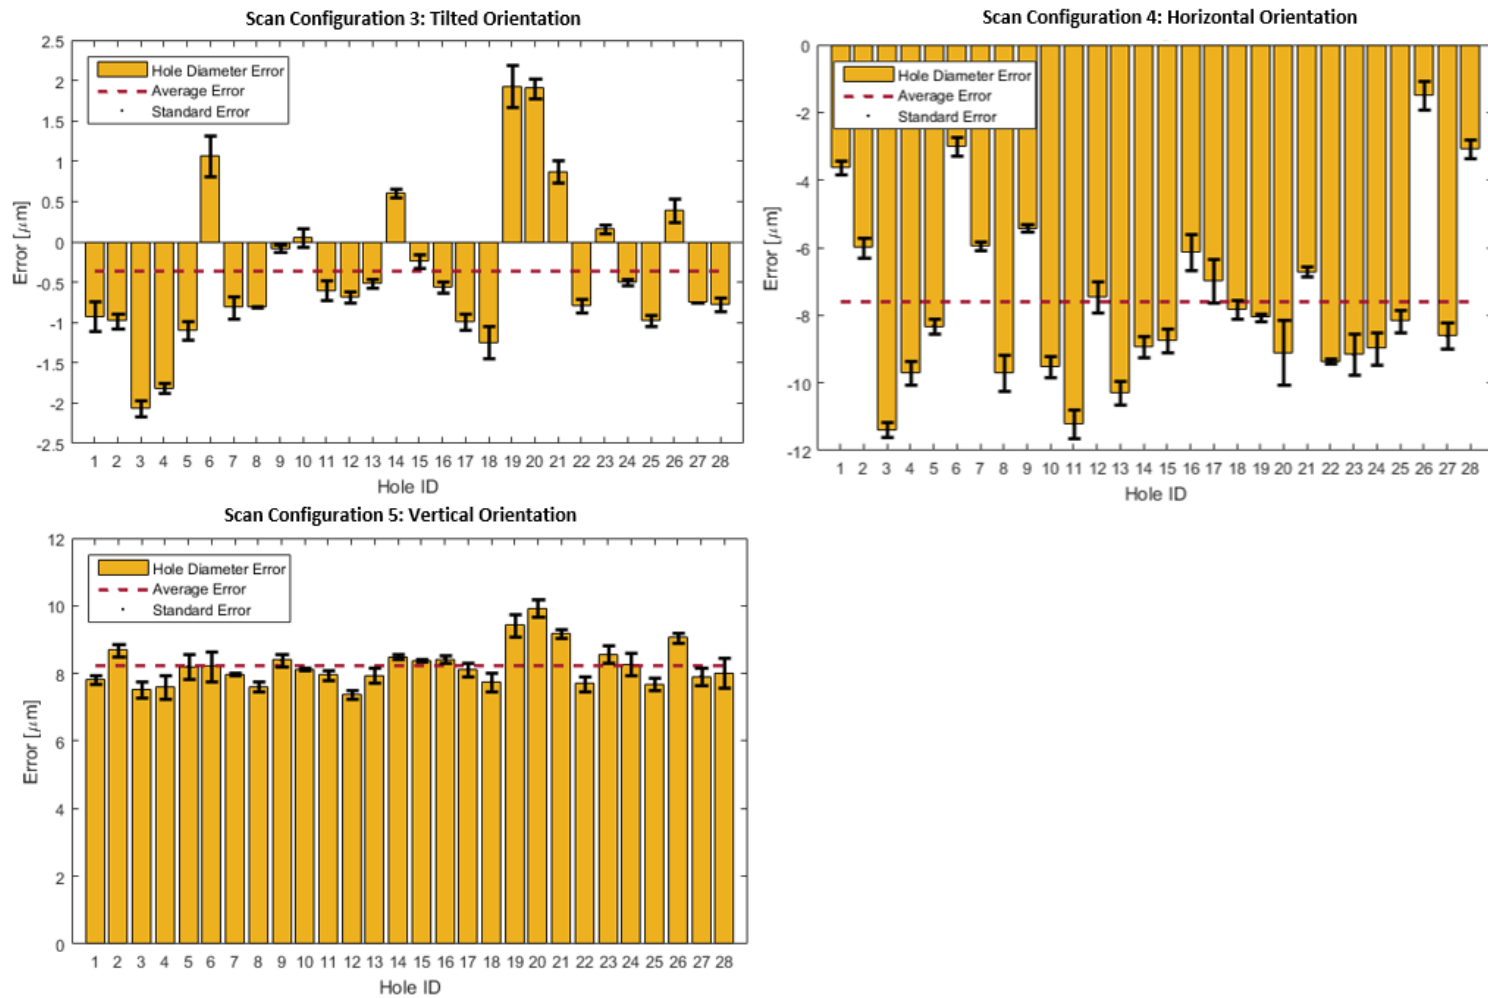 Scan Configuration 3: Tilted Orientation
2.5
2
1.5
1
0.5
0
-0.5
-1
-1.5
-2
-2.5
Error [μm]
Hole Diameter Error
Average Error
Standard Error
1 2 3 4 5 6 7 8 9 10 11 12 13 14 15 16 17 18 19 20 21 22 23 24 25 26 27 28
Hole ID
Scan Configuration 4: Horizontal Orientation
0
-2
-4
-6
-8
-10
-12
Error [μm]
Hole Diameter Error
Average Error
Standard Error
1 2 3 4 5 6 7 8 9 10 11 12 13 14 15 16 17 18 19 20 21 22 23 24 25 26 27 28
Hole ID
Scan Configuration 5: Vertical Orientation
12
10
8
6
4
2
0
Error [μm]
Hole Diameter Error
Average Error
Standard Error
1 2 3 4 5 6 7 8 9 10 11 12 13 14 15 16 17 18 19 20 21 22 23 24 25 26 27 28
Hole ID